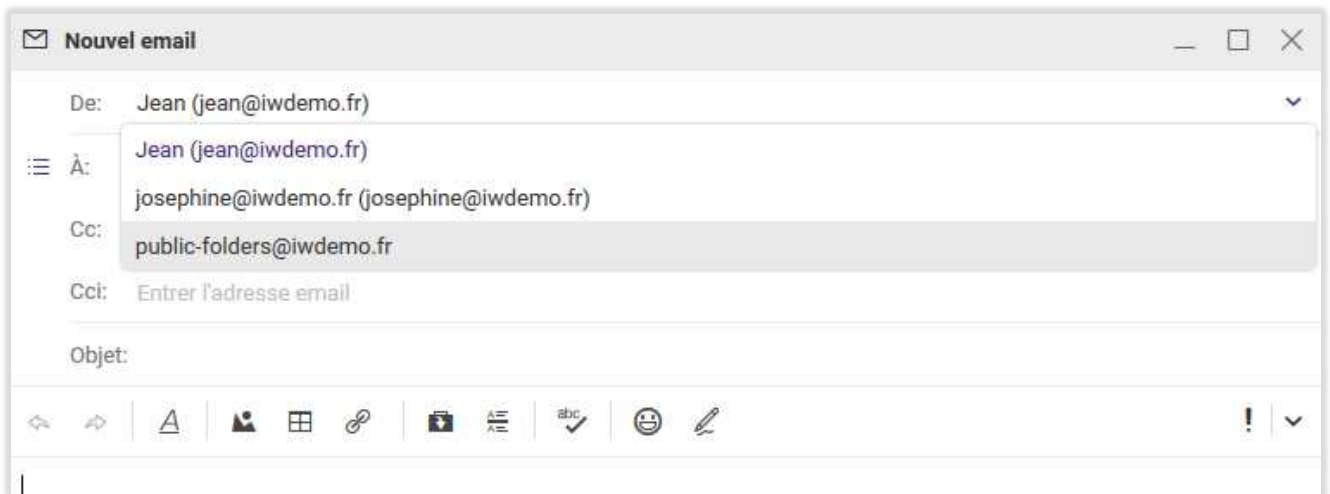 Nouvel email
De: Jean (jean@iwdemo.fr)
Jean (jean@iwdemo.fr)
À:
josephine@iwdemo.fr (josephine@iwdemo.fr)
Cc:
public-folders@iwdemo.fr
Cci: Entrer l'adresse email
Objet:
A abc !